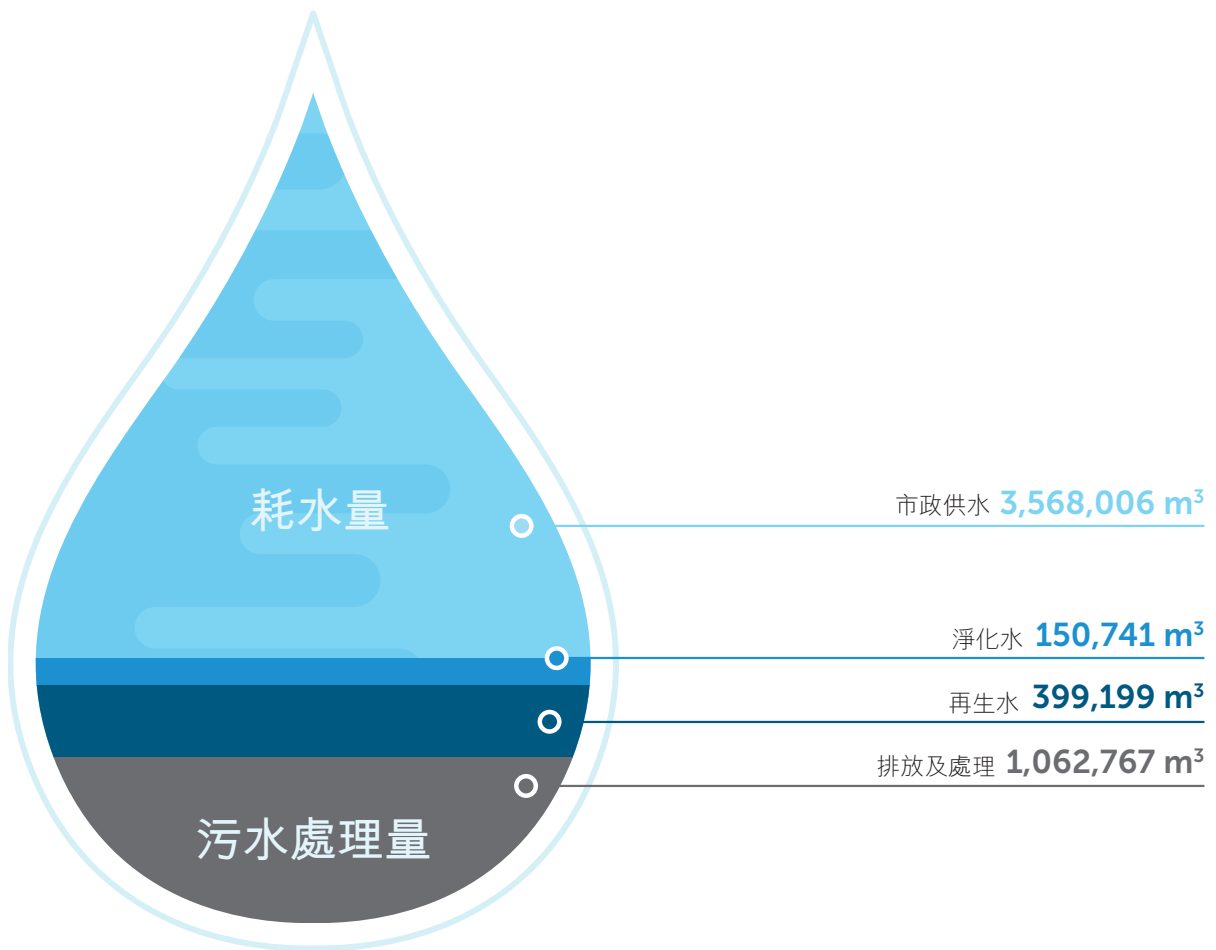 耗水量
市政供水 3,568,006 m³
淨化水 150,741 m³
再生水 399,199 m³
排放及處理 1,062,767 m³
污水處理量